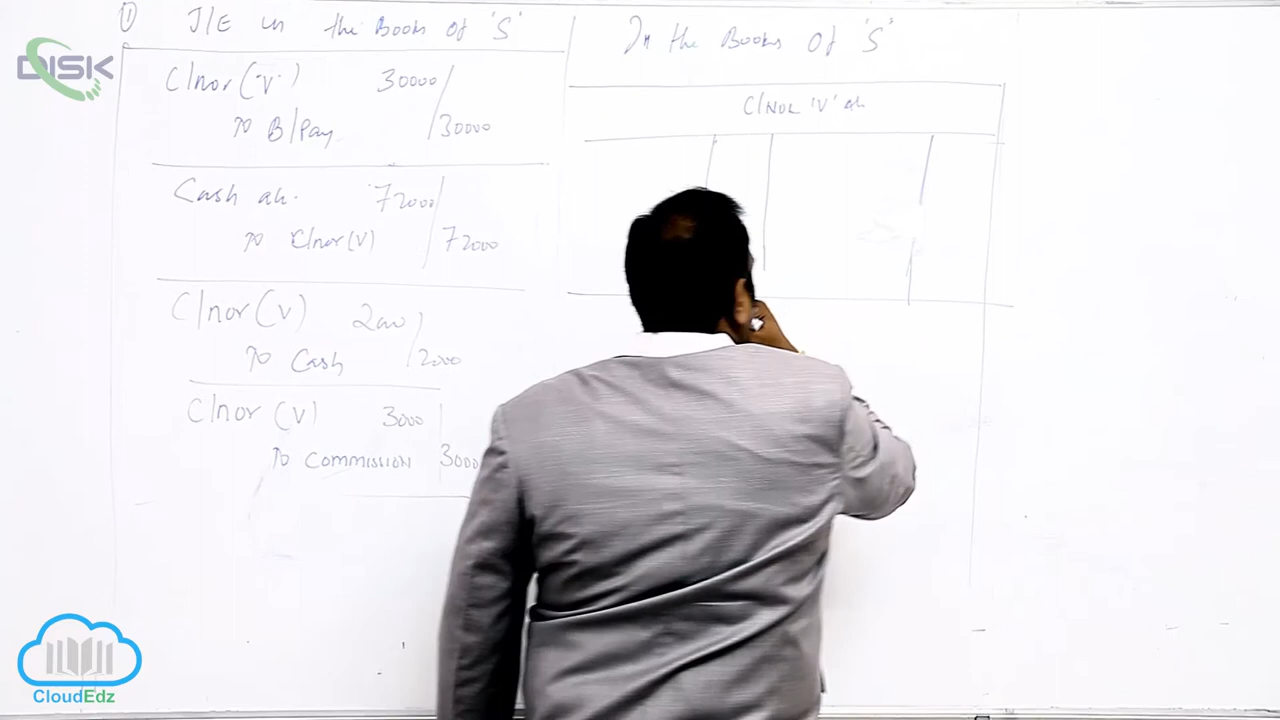 ① J/E in the Books Of 'S'
C/nor (V) 30000
To B/Pay 30000
Cash a/c. 72000
To C/nor (V) 72000
C/nor (V) 2000
To Cash 2000
C/nor (V) 3000
To COMMISSION 3000
In the Books Of 'S'
C/NOR 'V' a/c
DISK
CloudEdz